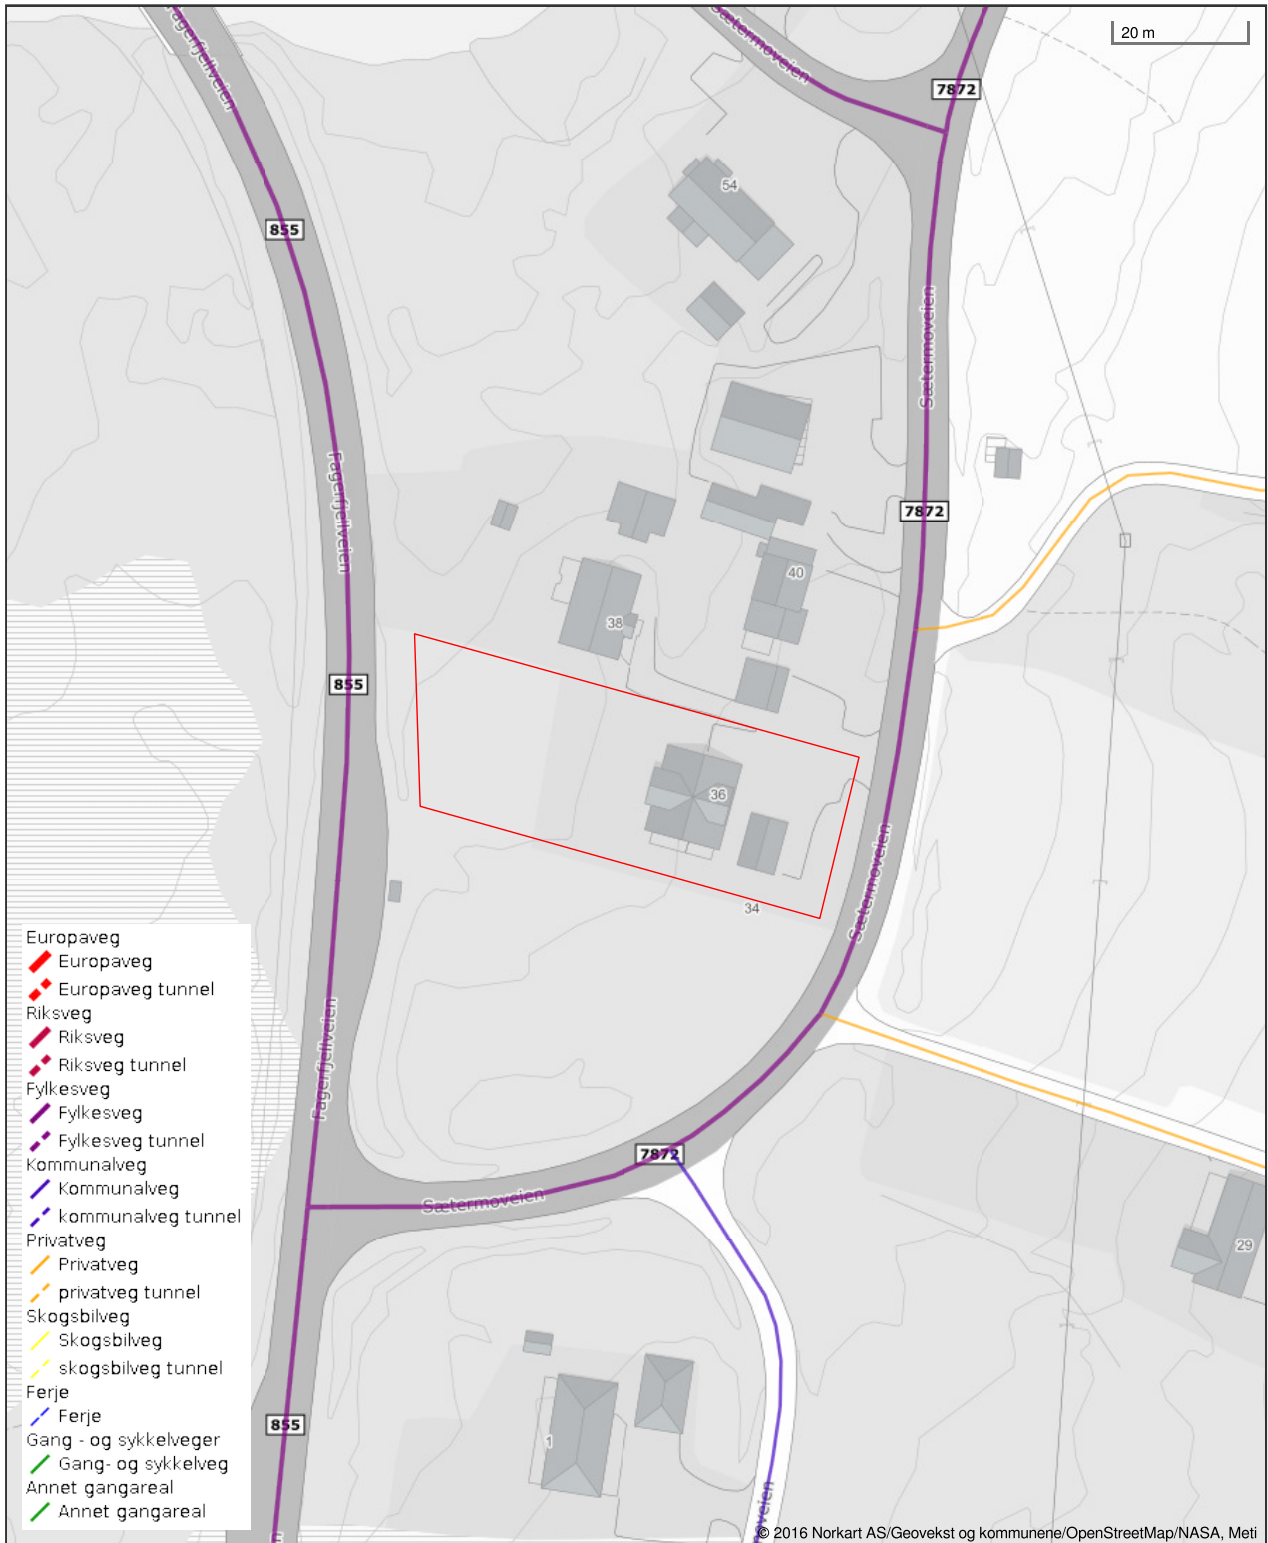 Fagerfjellveien
Sætermoveien
20 m
7872
54
855
Sætermoveien
Fagerfjellveien
7872
40
38
855
36
Sætermoveien
34
Fagerfjellveien
7872
Sætermoveien
29
855
1
Europaveg
Europaveg
Europaveg tunnel
Riksveg
Riksveg
Riksveg tunnel
Fylkesveg
Fylkesveg
Fylkesveg tunnel
Kommunalveg
Kommunalveg
kommunalveg tunnel
Privatveg
Privatveg
privatveg tunnel
Skogsbilveg
Skogsbilveg
skogsbilveg tunnel
Ferje
Ferje
Gang - og sykkelveger
Gang- og sykkelveg
Annet gangareal
Annet gangareal
© 2016 Norkart AS/Geovekst og kommunene/OpenStreetMap/NASA, Meti